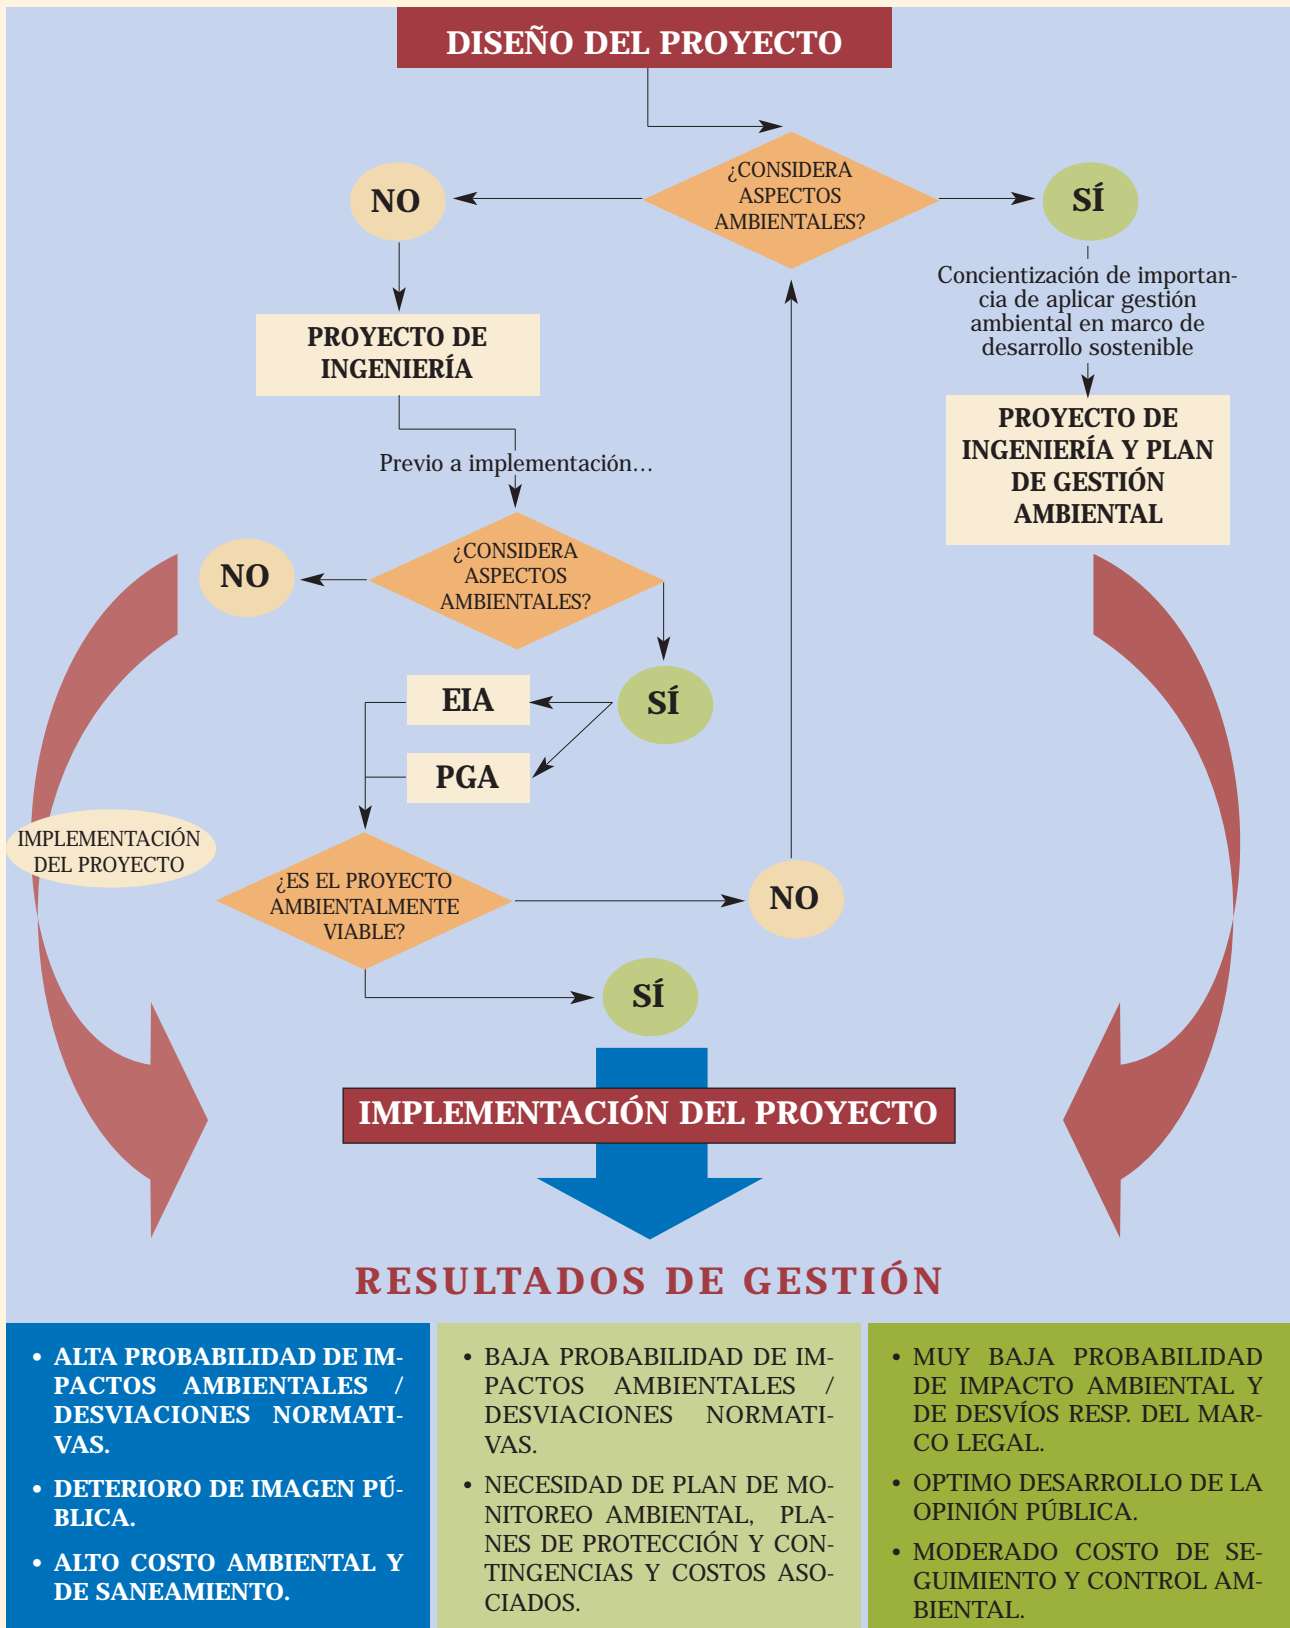 DISEÑO DEL PROYECTO
¿CONSIDERA
ASPECTOS
AMBIENTALES?
NO
SÍ
Concientización de importan-
cia de aplicar gestión
ambiental en marco de
desarrollo sostenible
PROYECTO DE
INGENIERÍA
PROYECTO DE
INGENIERÍA Y PLAN
DE GESTIÓN
AMBIENTAL
Previo a implementación...
¿CONSIDERA
ASPECTOS
AMBIENTALES?
NO
SÍ
EIA
PGA
IMPLEMENTACIÓN
DEL PROYECTO
¿ES EL PROYECTO
AMBIENTALMENTE
VIABLE?
NO
SÍ
IMPLEMENTACIÓN DEL PROYECTO
RESULTADOS DE GESTIÓN
• ALTA PROBABILIDAD DE IM-
PACTOS AMBIENTALES /
DESVIACIONES NORMATI-
VAS.
• DETERIORO DE IMAGEN PÚ-
BLICA.
• ALTO COSTO AMBIENTAL Y
DE SANEAMIENTO.
• BAJA PROBABILIDAD DE IM-
PACTOS AMBIENTALES /
DESVIACIONES NORMATI-
VAS.
• NECESIDAD DE PLAN DE MO-
NITOREO AMBIENTAL, PLA-
NES DE PROTECCIÓN Y CON-
TINGENCIAS Y COSTOS ASO-
CIADOS.
• MUY BAJA PROBABILIDAD
DE IMPACTO AMBIENTAL Y
DE DESVÍOS RESP. DEL MAR-
CO LEGAL.
• OPTIMO DESARROLLO DE LA
OPINIÓN PÚBLICA.
• MODERADO COSTO DE SE-
GUIMIENTO Y CONTROL AM-
BIENTAL.